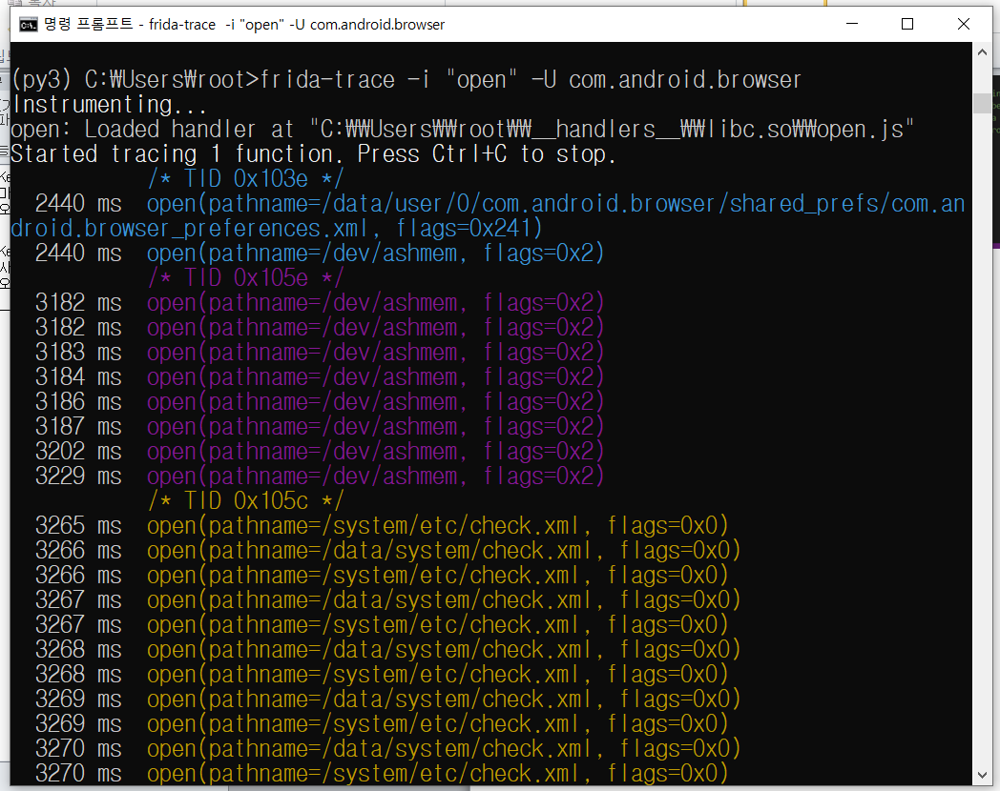 명령 프롬프트 - frida-trace -i "open" -U com.android.browser
(py3) C:₩Users₩root>frida-trace -i "open" -U com.android.browser
Instrumenting...
open: Loaded handler at "C:₩₩Users₩₩root₩₩__handlers__₩₩libc.so₩₩open.js"
Started tracing 1 function. Press Ctrl+C to stop.
/* TID 0x103e */
2440 ms open(pathname=/data/user/0/com.android.browser/shared_prefs/com.an
droid.browser_preferences.xml, flags=0x241)
2440 ms open(pathname=/dev/ashmem, flags=0x2)
/* TID 0x105e */
3182 ms open(pathname=/dev/ashmem, flags=0x2)
3182 ms open(pathname=/dev/ashmem, flags=0x2)
3183 ms open(pathname=/dev/ashmem, flags=0x2)
3184 ms open(pathname=/dev/ashmem, flags=0x2)
3186 ms open(pathname=/dev/ashmem, flags=0x2)
3187 ms open(pathname=/dev/ashmem, flags=0x2)
3202 ms open(pathname=/dev/ashmem, flags=0x2)
3229 ms open(pathname=/dev/ashmem, flags=0x2)
/* TID 0x105c */
3265 ms open(pathname=/system/etc/check.xml, flags=0x0)
3266 ms open(pathname=/data/system/check.xml, flags=0x0)
3266 ms open(pathname=/system/etc/check.xml, flags=0x0)
3267 ms open(pathname=/data/system/check.xml, flags=0x0)
3267 ms open(pathname=/system/etc/check.xml, flags=0x0)
3268 ms open(pathname=/data/system/check.xml, flags=0x0)
3268 ms open(pathname=/system/etc/check.xml, flags=0x0)
3269 ms open(pathname=/data/system/check.xml, flags=0x0)
3269 ms open(pathname=/system/etc/check.xml, flags=0x0)
3270 ms open(pathname=/data/system/check.xml, flags=0x0)
3270 ms open(pathname=/system/etc/check.xml, flags=0x0)